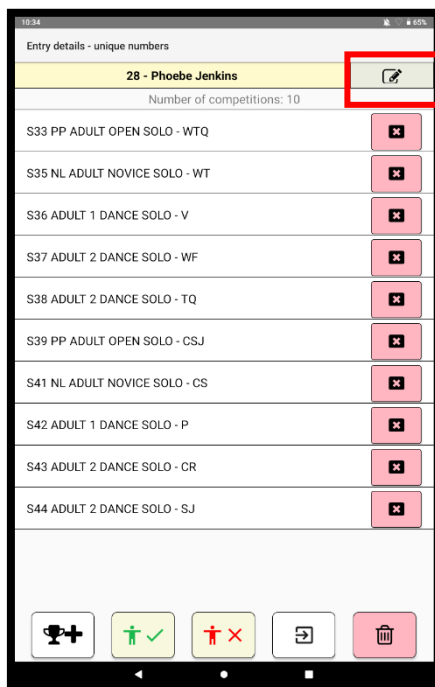 10:34 65%
Entry details - unique numbers
28 - Phoebe Jenkins
Number of competitions: 10
S33 PP ADULT OPEN SOLO - WTQ
S35 NL ADULT NOVICE SOLO - WT
S36 ADULT 1 DANCE SOLO - V
S37 ADULT 2 DANCE SOLO - WF
S38 ADULT 2 DANCE SOLO - TQ
S39 PP ADULT OPEN SOLO - CSJ
S41 NL ADULT NOVICE SOLO - CS
S42 ADULT 1 DANCE SOLO - P
S43 ADULT 2 DANCE SOLO - CR
S44 ADULT 2 DANCE SOLO - SJ